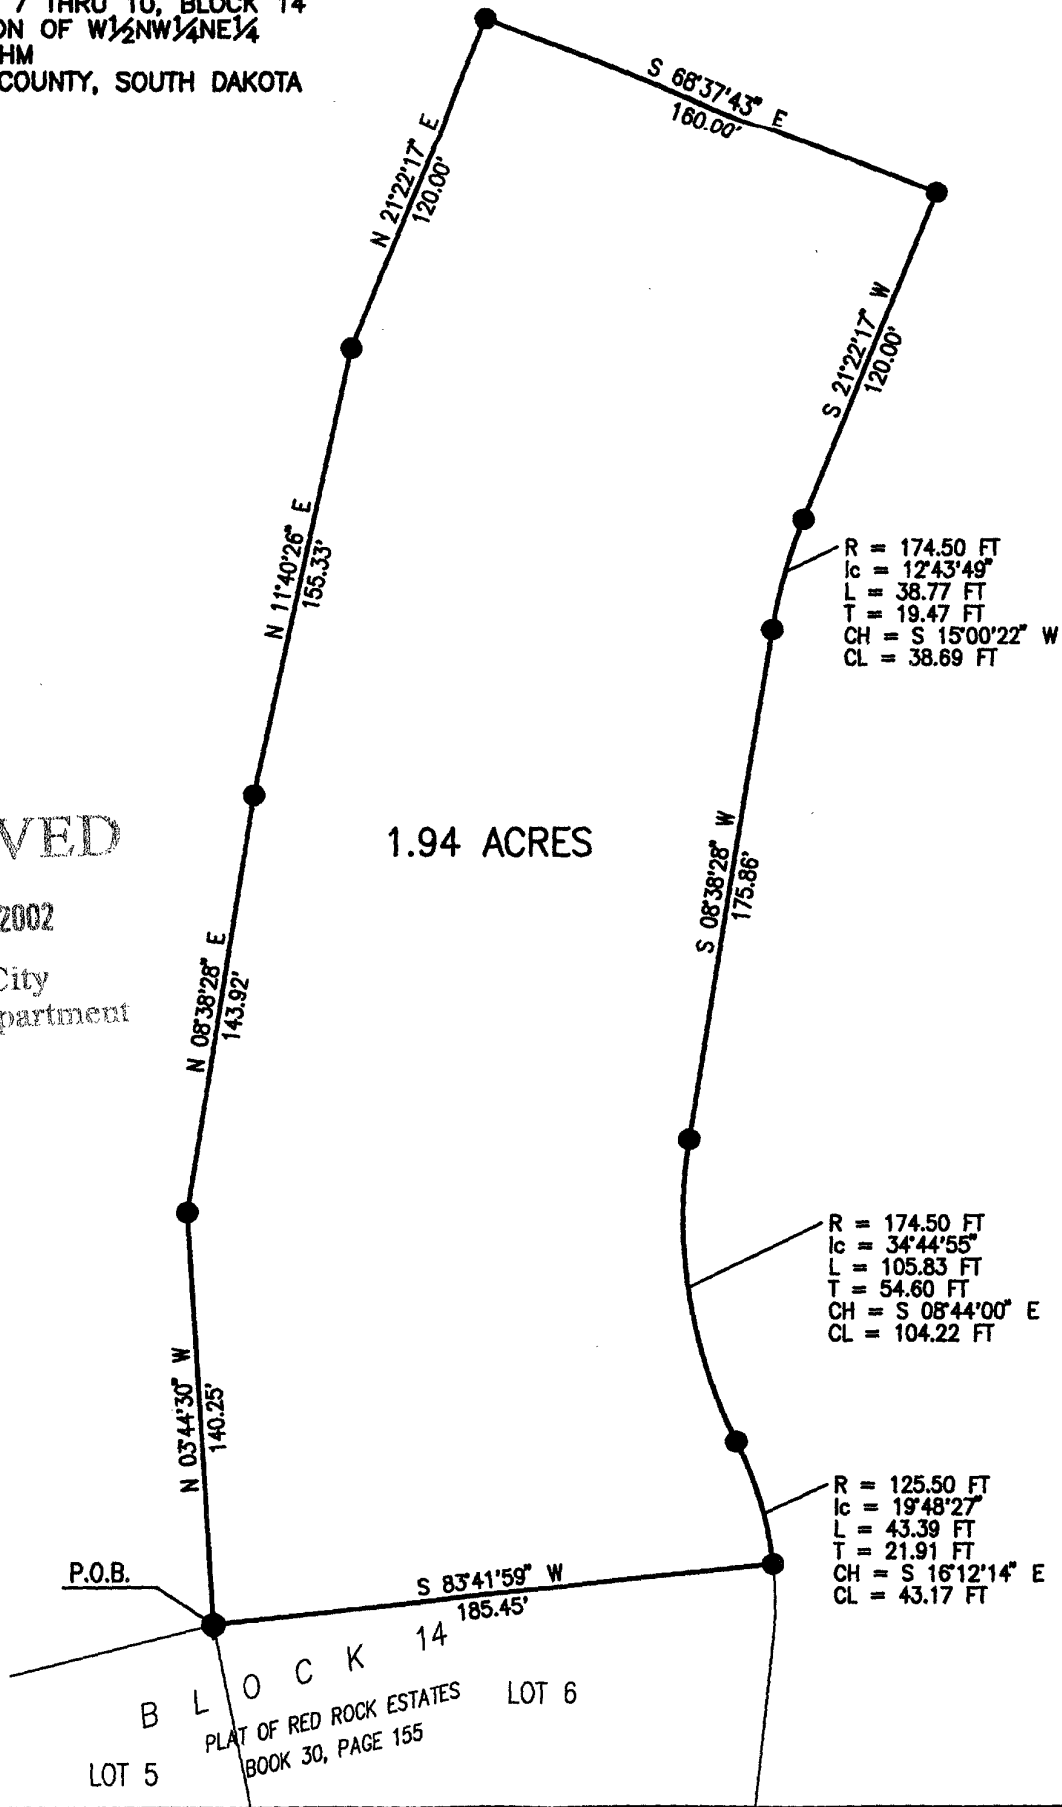 7 THRU 10, BLOCK 14
ON OF W½NW¼NE¼
HM
COUNTY, SOUTH DAKOTA
S 68°37'43" E
160.00'
N 21°22'17" E
120.00'
S 21°22'17" W
120.00'
N 11°40'26" E
155.33'
R = 174.50 FT
Ic = 12°43'49"
L = 38.77 FT
T = 19.47 FT
CH = S 15°00'22" W
CL = 38.69 FT
VED
2002
City
partment
1.94 ACRES
S 08°38'28" W
175.86'
N 08°38'28" E
143.92'
R = 174.50 FT
Ic = 34°44'55"
L = 105.83 FT
T = 54.60 FT
CH = S 08°44'00" E
CL = 104.22 FT
N 03°44'30" W
140.25'
R = 125.50 FT
Ic = 19°48'27"
L = 43.39 FT
T = 21.91 FT
CH = S 16°12'14" E
CL = 43.17 FT
P.O.B.
S 83°41'59" W
185.45'
BLOCK 14
PLAT OF RED ROCK ESTATES
BOOK 30, PAGE 155
LOT 6
LOT 5